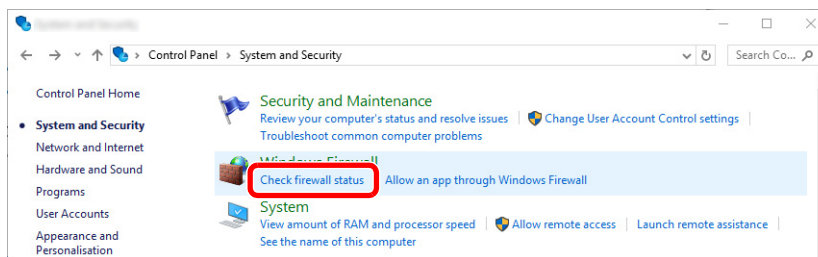 System and Security
Control Panel › System and Security
Search Co...
Control Panel Home
System and Security
Network and Internet
Hardware and Sound
Programs
User Accounts
Appearance and
Personalisation
Security and Maintenance
Review your computer's status and resolve issues
Change User Account Control settings
Troubleshoot common computer problems
Windows Firewall
Check firewall status
Allow an app through Windows Firewall
System
View amount of RAM and processor speed
Allow remote access
Launch remote assistance
See the name of this computer